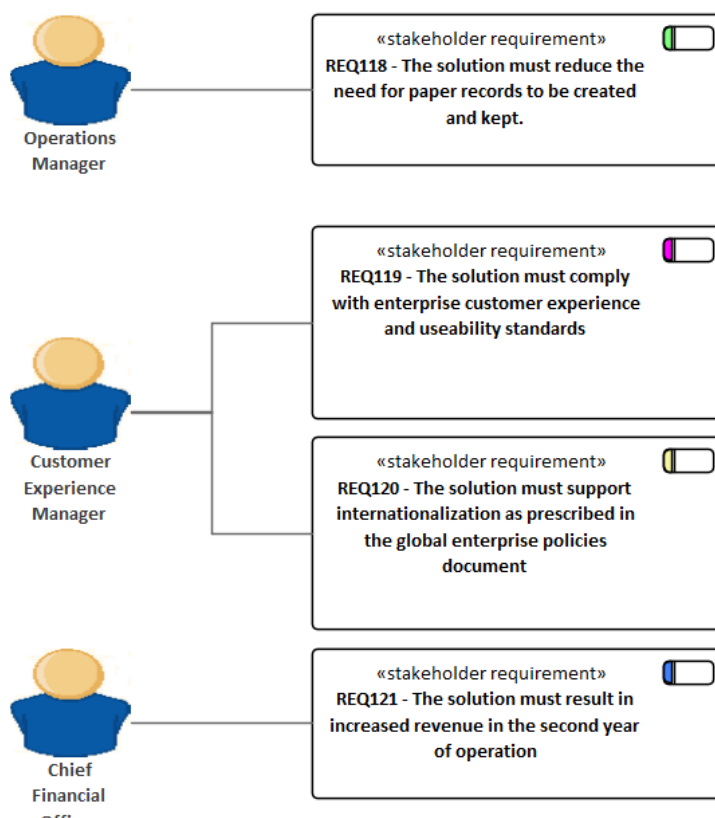 Operations
Manager
«stakeholder requirement»
REQ118 - The solution must reduce the
need for paper records to be created
and kept.
Customer
Experience
Manager
«stakeholder requirement»
REQ119 - The solution must comply
with enterprise customer experience
and useability standards
«stakeholder requirement»
REQ120 - The solution must support
internationalization as prescribed in
the global enterprise policies
document
Chief
Financial
«stakeholder requirement»
REQ121 - The solution must result in
increased revenue in the second year
of operation